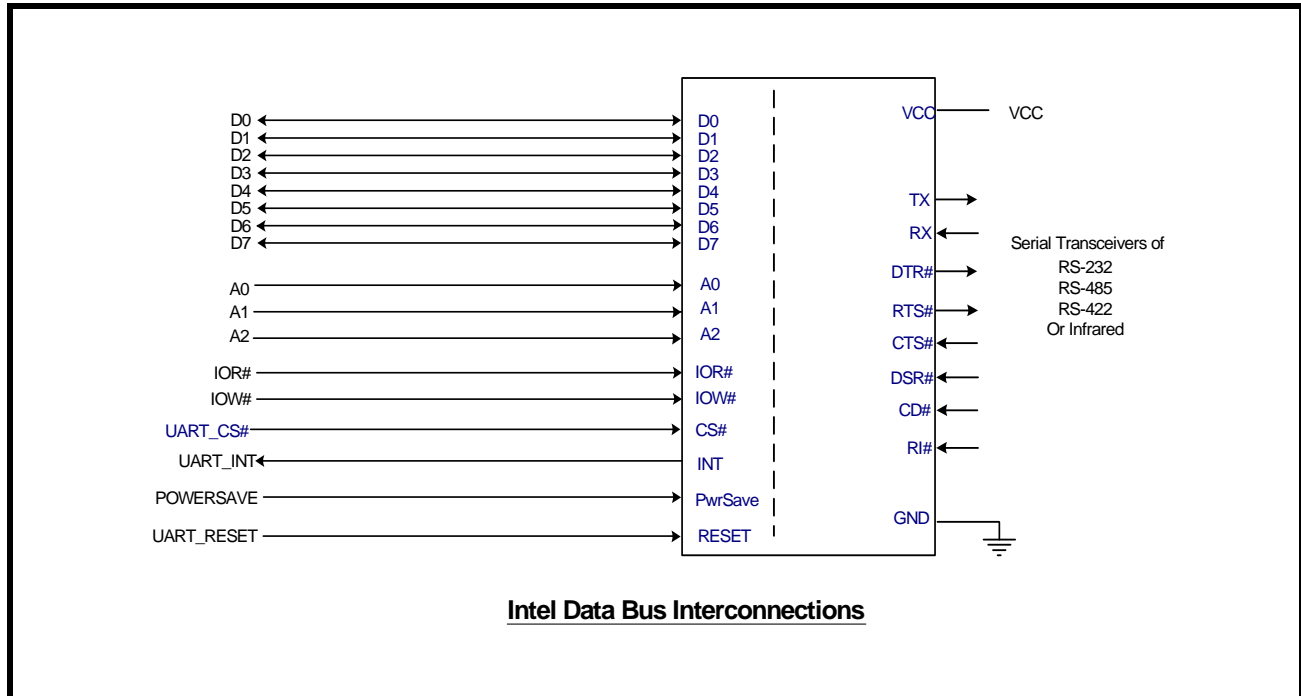 D0
D1
D2
D3
D4
D5
D6
D7
A0
A1
A2
IOR#
IOW#
UART_CS#
UART_INT
POWERSAVE
UART_RESET
D0
D1
D2
D3
D4
D5
D6
D7
A0
A1
A2
IOR#
IOW#
CS#
INT
PwrSave
RESET
VCC
TX
RX
DTR#
RTS#
CTS#
DSR#
CD#
RI#
GND
VCC
Serial Transceivers of
RS-232
RS-485
RS-422
Or Infrared
Intel Data Bus Interconnections